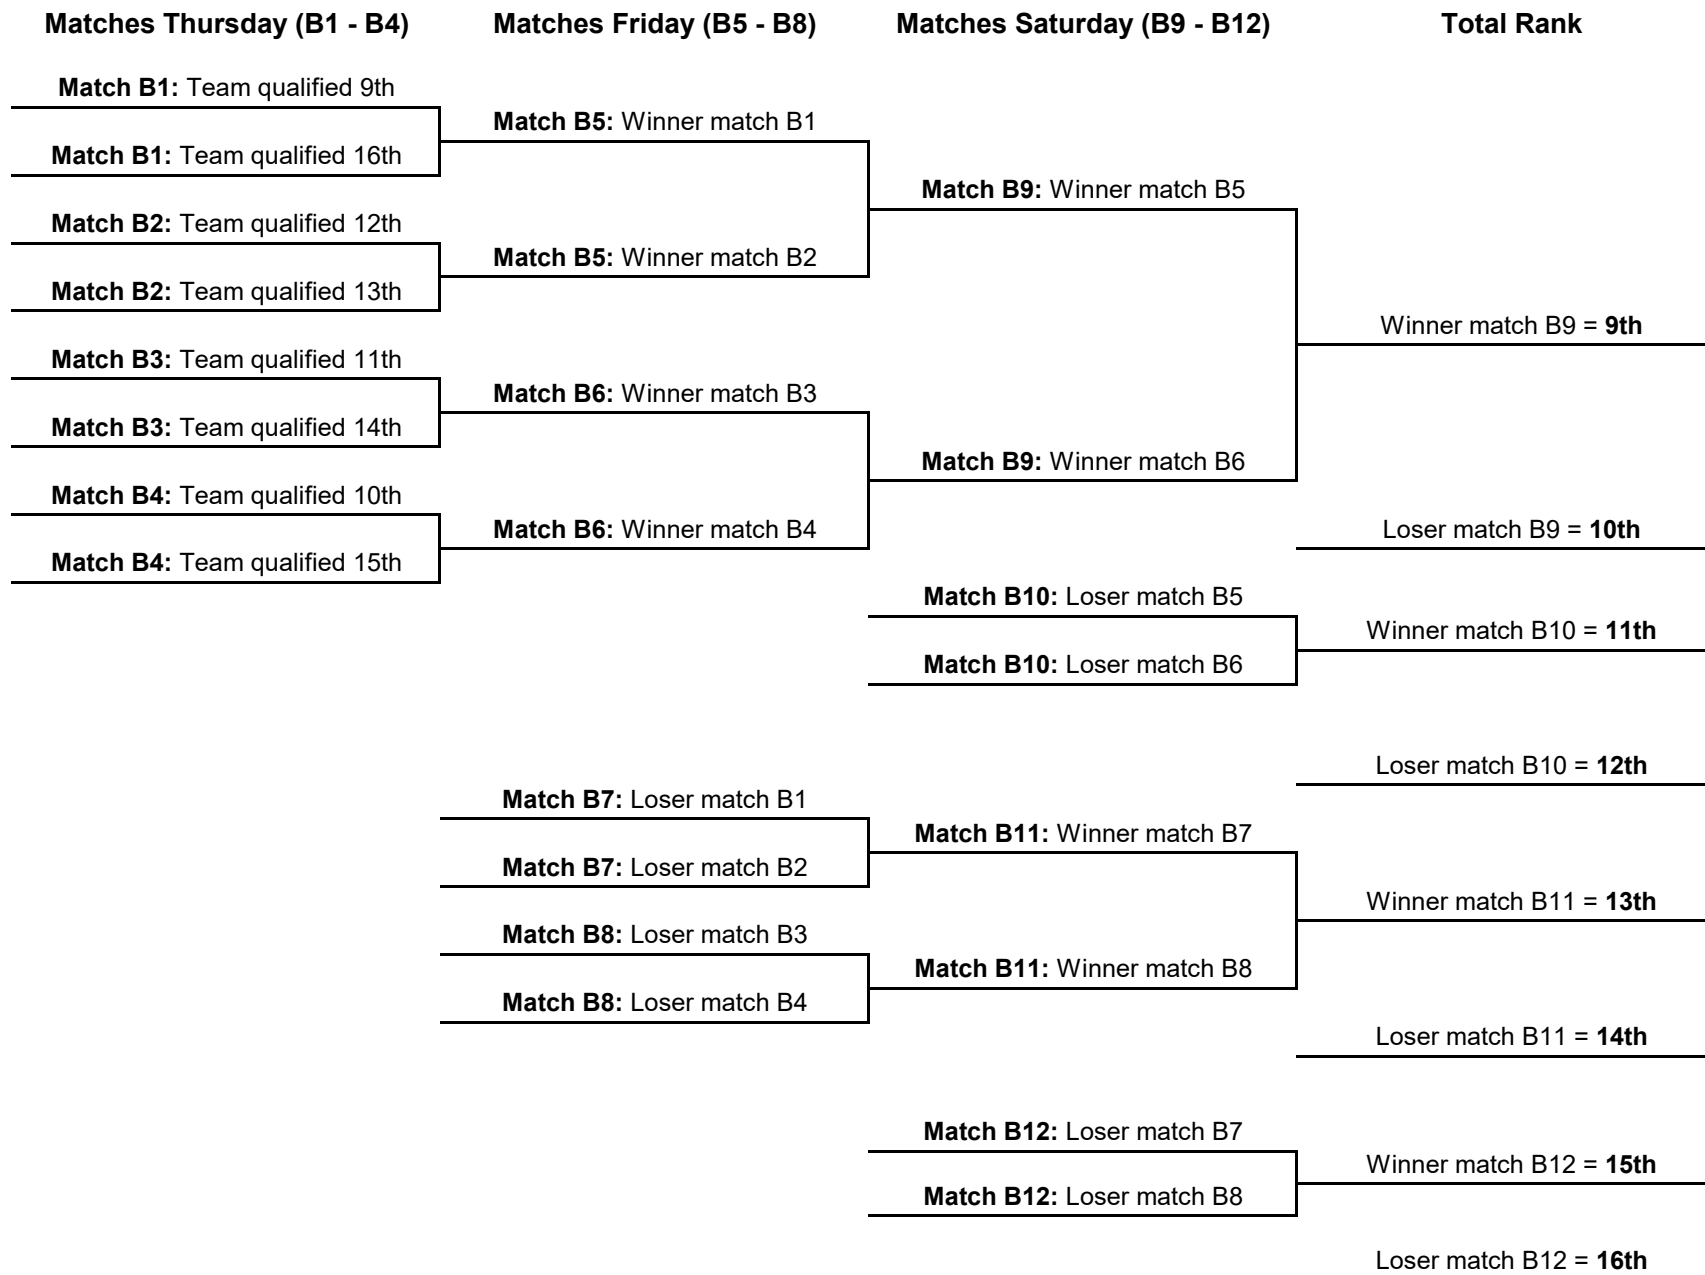 Matches Thursday (B1 - B4)
Matches Friday (B5 - B8)
Matches Saturday (B9 - B12)
Total Rank
Match B1: Team qualified 9th
Match B1: Team qualified 16th
Match B2: Team qualified 12th
Match B2: Team qualified 13th
Match B3: Team qualified 11th
Match B3: Team qualified 14th
Match B4: Team qualified 10th
Match B4: Team qualified 15th
Match B5: Winner match B1
Match B5: Winner match B2
Match B6: Winner match B3
Match B6: Winner match B4
Match B7: Loser match B1
Match B7: Loser match B2
Match B8: Loser match B3
Match B8: Loser match B4
Match B9: Winner match B5
Match B9: Winner match B6
Match B10: Loser match B5
Match B10: Loser match B6
Match B11: Winner match B7
Match B11: Winner match B8
Match B12: Loser match B7
Match B12: Loser match B8
Winner match B9 = 9th
Loser match B9 = 10th
Winner match B10 = 11th
Loser match B10 = 12th
Winner match B11 = 13th
Loser match B11 = 14th
Winner match B12 = 15th
Loser match B12 = 16th